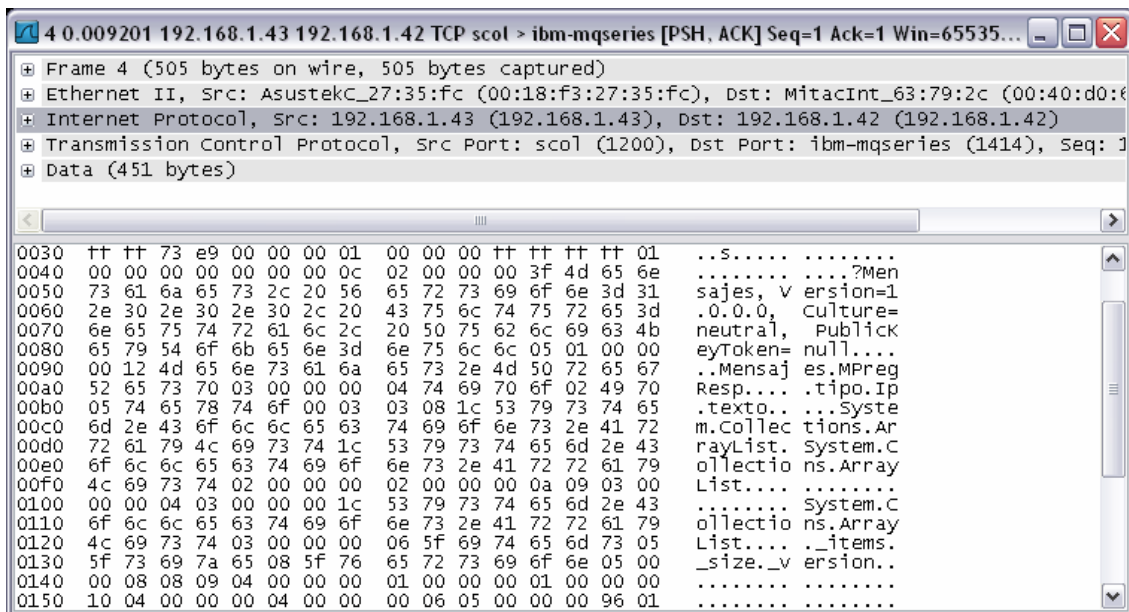 4 0.009201 192.168.1.43 192.168.1.42 TCP scol > ibm-mqseries [PSH, ACK] Seq=1 Ack=1 Win=65535...
Frame 4 (505 bytes on wire, 505 bytes captured)
Ethernet II, Src: AsustekC_27:35:fc (00:18:f3:27:35:fc), Dst: MitacInt_63:79:2c (00:40:d0:6
Internet Protocol, Src: 192.168.1.43 (192.168.1.43), Dst: 192.168.1.42 (192.168.1.42)
Transmission Control Protocol, Src Port: scol (1200), Dst Port: ibm-mqseries (1414), Seq: 1
Data (451 bytes)
0030 ff ff 73 e9 00 00 00 01 00 00 00 ff ff ff ff 01 ..s..... ........
0040 00 00 00 00 00 00 00 0c 02 00 00 00 3f 4d 65 6e ........ ....?Men
0050 73 61 6a 65 73 2c 20 56 65 72 73 69 6f 6e 3d 31 sajes, V ersion=1
0060 2e 30 2e 30 2e 30 2c 20 43 75 6c 74 75 72 65 3d .0.0.0, Culture=
0070 6e 65 75 74 72 61 6c 2c 20 50 75 62 6c 69 63 4b neutral, PublicK
0080 65 79 54 6f 6b 65 6e 3d 6e 75 6c 6c 05 01 00 00 eyToken= null....
0090 00 12 4d 65 6e 73 61 6a 65 73 2e 4d 50 72 65 67 ..Mensaj es.MPreg
00a0 52 65 73 70 03 00 00 00 04 74 69 70 6f 02 49 70 Resp.... .tipo.Ip
00b0 05 74 65 78 74 6f 00 03 03 08 1c 53 79 73 74 65 .texto.. ...Syste
00c0 6d 2e 43 6f 6c 6c 65 63 74 69 6f 6e 73 2e 41 72 m.Collec tions.Ar
00d0 72 61 79 4c 69 73 74 1c 53 79 73 74 65 6d 2e 43 rayList. System.C
00e0 6f 6c 6c 65 63 74 69 6f 6e 73 2e 41 72 72 61 79 ollectio ns.Array
00f0 4c 69 73 74 02 00 00 00 02 00 00 00 0a 09 03 00 List.... ........
0100 00 00 04 03 00 00 00 1c 53 79 73 74 65 6d 2e 43 ........ System.C
0110 6f 6c 6c 65 63 74 69 6f 6e 73 2e 41 72 72 61 79 ollectio ns.Array
0120 4c 69 73 74 03 00 00 00 06 5f 69 74 65 6d 73 05 List.... ._items.
0130 5f 73 69 7a 65 08 5f 76 65 72 73 69 6f 6e 05 00 _size._v ersion..
0140 00 08 08 09 04 00 00 00 01 00 00 00 01 00 00 00 ........ ........
0150 10 04 00 00 00 04 00 00 00 06 05 00 00 00 96 01 ........ ........